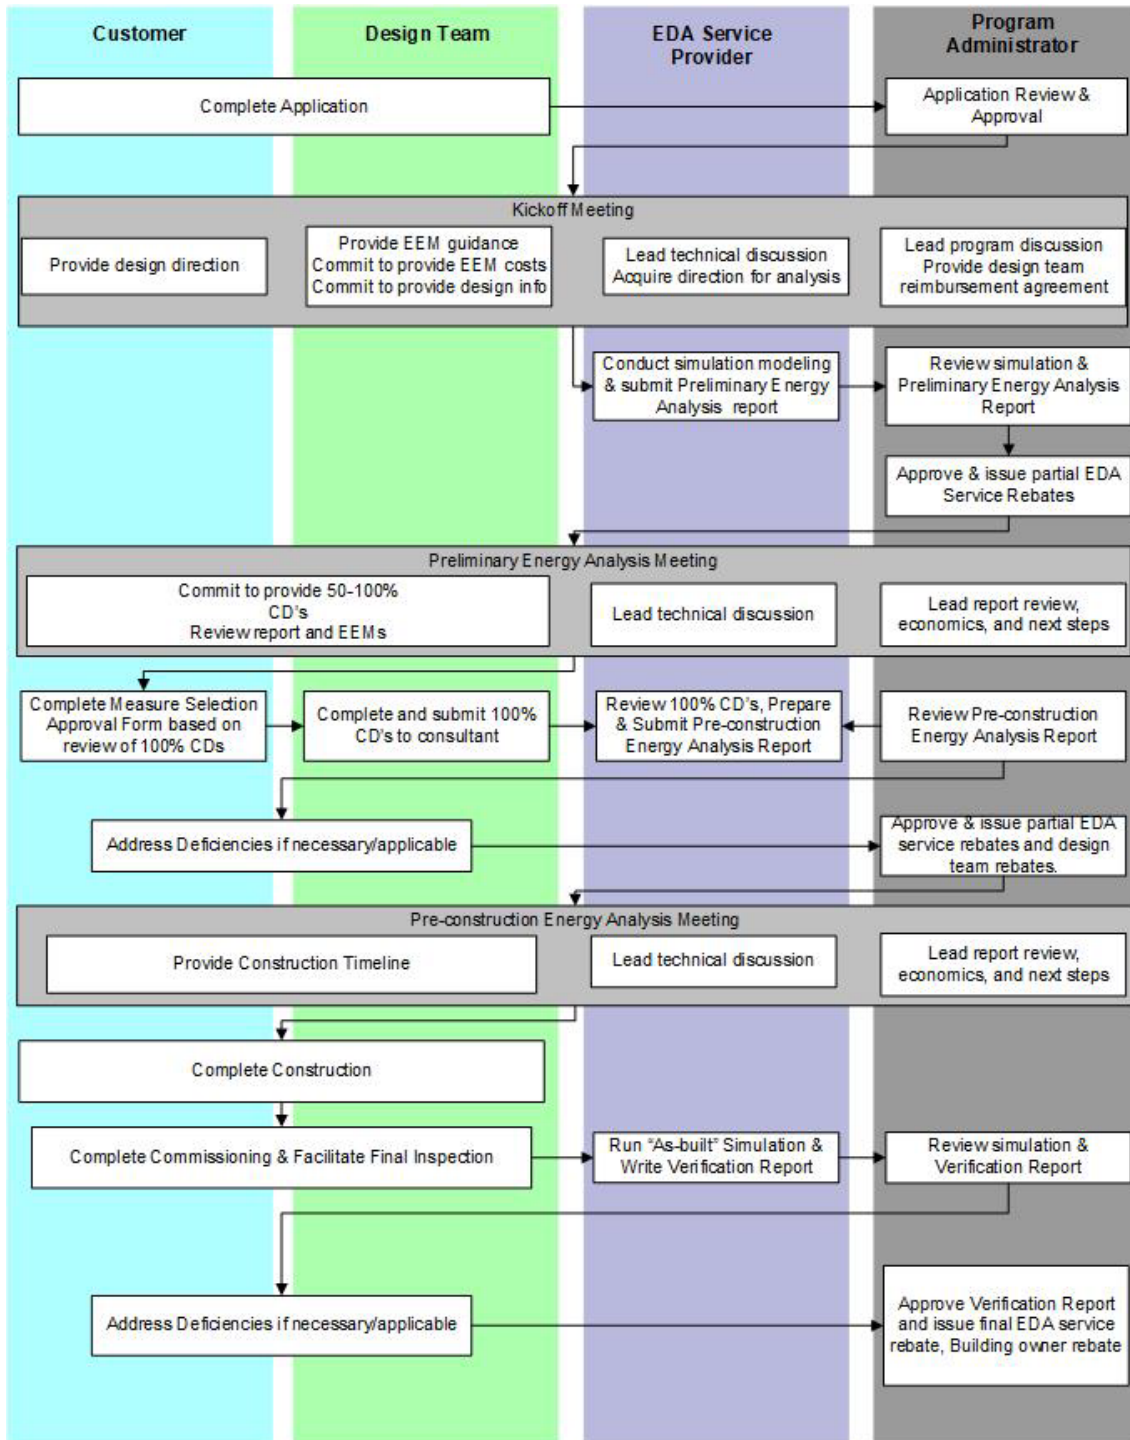 Customer
Design Team
EDA Service
Provider
Program
Administrator
Complete Application
Application Review &
Approval
Kickoff Meeting
Provide design direction
Provide EEM guidance
Commit to provide EEM costs
Commit to provide design info
Lead technical discussion
Acquire direction for analysis
Lead program discussion
Provide design team
reimbursement agreement
Conduct simulation modeling
& submit Preliminary Energy
Analysis report
Review simulation &
Preliminary Energy Analysis
Report
Approve & issue partial EDA
Service Rebates
Preliminary Energy Analysis Meeting
Commit to provide 50-100%
CD's
Review report and EEMs
Lead technical discussion
Lead report review,
economics, and next steps
Complete Measure Selection
Approval Form based on
review of 100% CDs
Complete and submit 100%
CD's to consultant
Review 100% CD's, Prepare
& Submit Pre-construction
Energy Analysis Report
Review Pre-construction
Energy Analysis Report
Address Deficiencies if necessary/applicable
Approve & issue partial EDA
service rebates and design
team rebates.
Pre-construction Energy Analysis Meeting
Provide Construction Timeline
Lead technical discussion
Lead report review,
economics, and next steps
Complete Construction
Complete Commissioning & Facilitate Final Inspection
Run "As-built" Simulation &
Write Verification Report
Review simulation &
Verification Report
Address Deficiencies if necessary/applicable
Approve Verification Report
and issue final EDA service
rebate, Building owner rebate